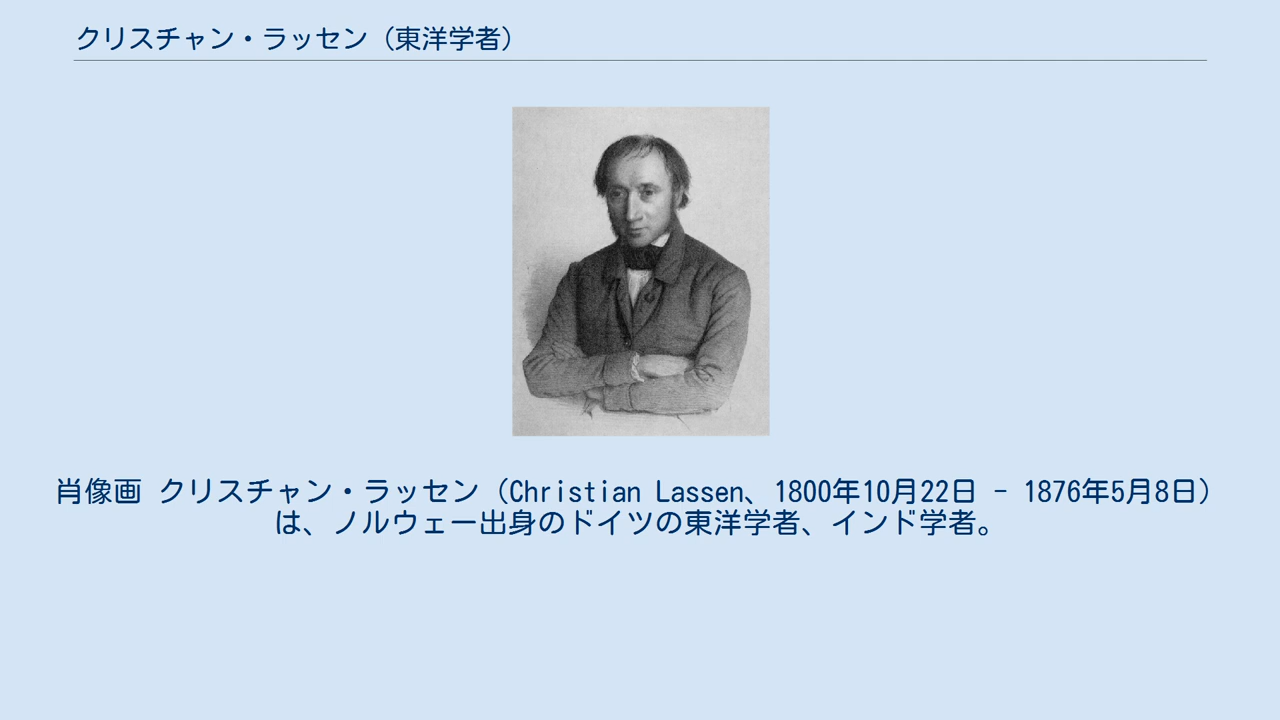 クリスチャン・ラッセン（東洋学者）
肖像画 クリスチャン・ラッセン（Christian Lassen、1800年10月22日 - 1876年5月8日）
は、ノルウェー出身のドイツの東洋学者、インド学者。